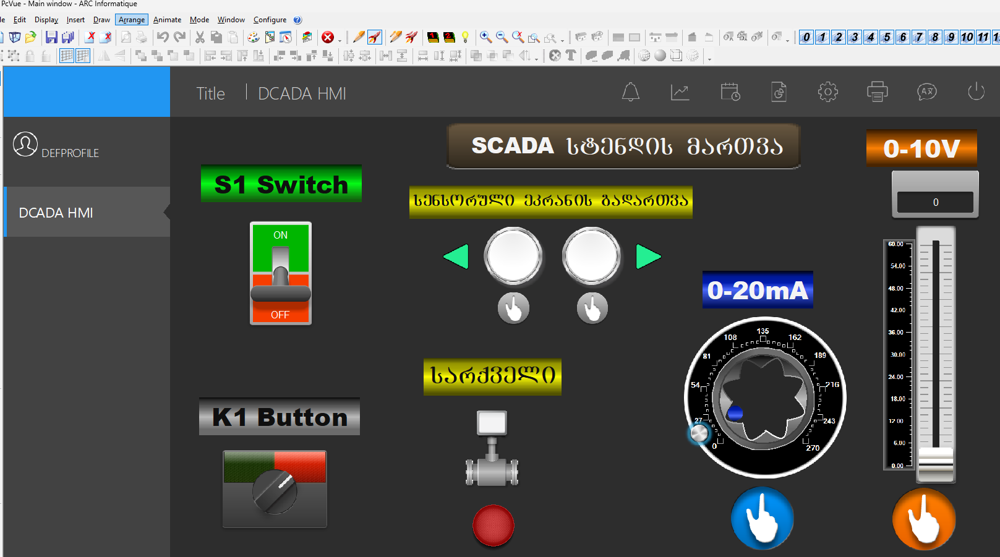 PcVue - Main window - ARC Informatique
Edit Display Insert Draw Arrange Animate Mode Window Configure
0 1 2 3 4 5 6 7 8 9 10 11
Title DCADA HMI
DEFPROFILE
DCADA HMI
SCADA სტენდის მართვა
0-10V
0
S1 Switch
ON
OFF
სენსორული ეკრანის გადართვა
0-20mA
0
27
54
81
108
135
162
189
216
243
270
60.00
54.00
48.00
42.00
36.00
30.00
24.00
18.00
12.00
6.00
0.00
სარქველი
K1 Button